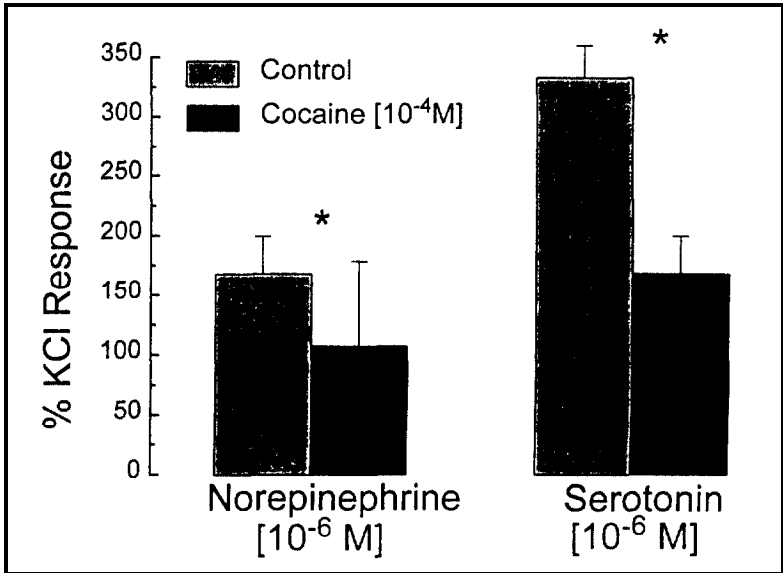 % KCl Response
350
300
250
200
150
100
50
0
Control
Cocaine [10⁻⁴M]
*
*
Norepinephrine
[10⁻⁶ M]
Serotonin
[10⁻⁶ M]